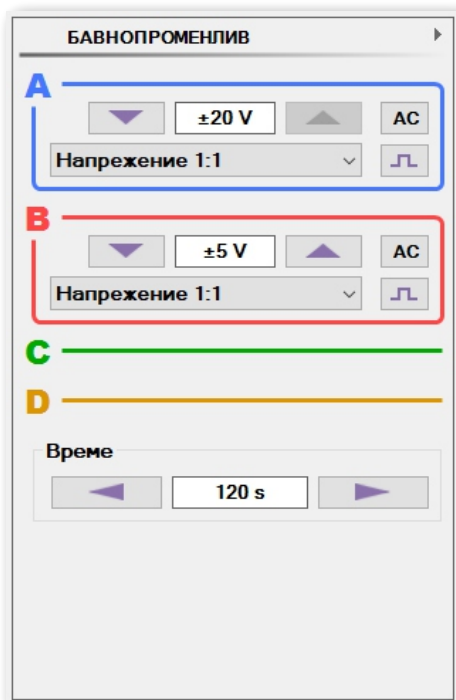 БАВНОПРОМЕНЛИВ
A
±20 V
AC
Напрежение 1:1
B
±5 V
AC
Напрежение 1:1
C
D
Време
120 s